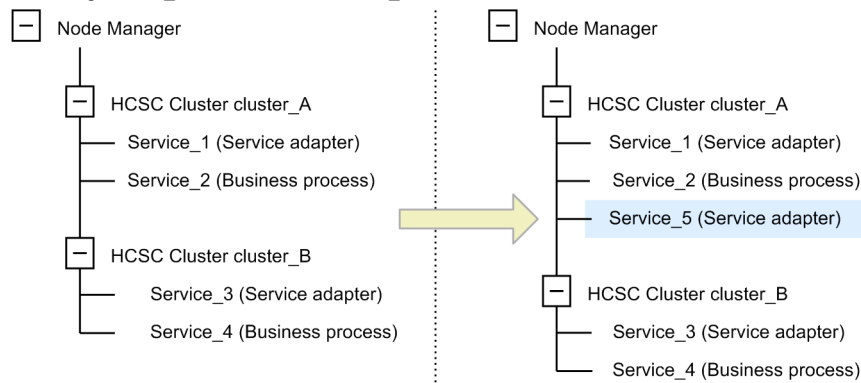 Node Manager
HCSC Cluster cluster_A
Service_1 (Service adapter)
Service_2 (Business process)
HCSC Cluster cluster_B
Service_3 (Service adapter)
Service_4 (Business process)
Node Manager
HCSC Cluster cluster_A
Service_1 (Service adapter)
Service_2 (Business process)
Service_5 (Service adapter)
HCSC Cluster cluster_B
Service_3 (Service adapter)
Service_4 (Business process)